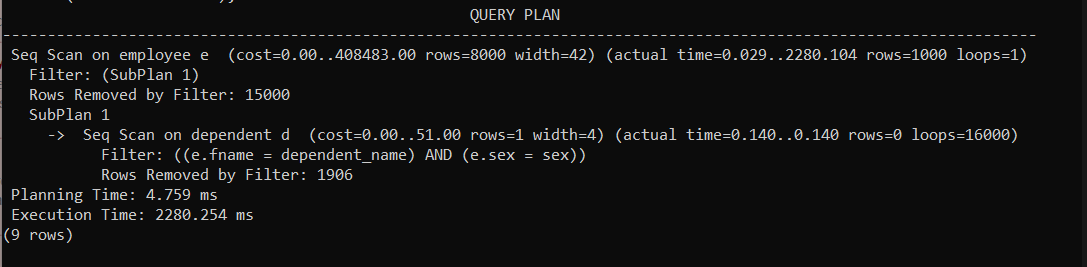 QUERY PLAN
Seq Scan on employee e  (cost=0.00..408483.00 rows=8000 width=42) (actual time=0.029..2280.104 rows=1000 loops=1)
  Filter: (SubPlan 1)
  Rows Removed by Filter: 15000
  SubPlan 1
    ->  Seq Scan on dependent d  (cost=0.00..51.00 rows=1 width=4) (actual time=0.140..0.140 rows=0 loops=16000)
          Filter: ((e.fname = dependent_name) AND (e.sex = sex))
          Rows Removed by Filter: 1906
Planning Time: 4.759 ms
Execution Time: 2280.254 ms
(9 rows)